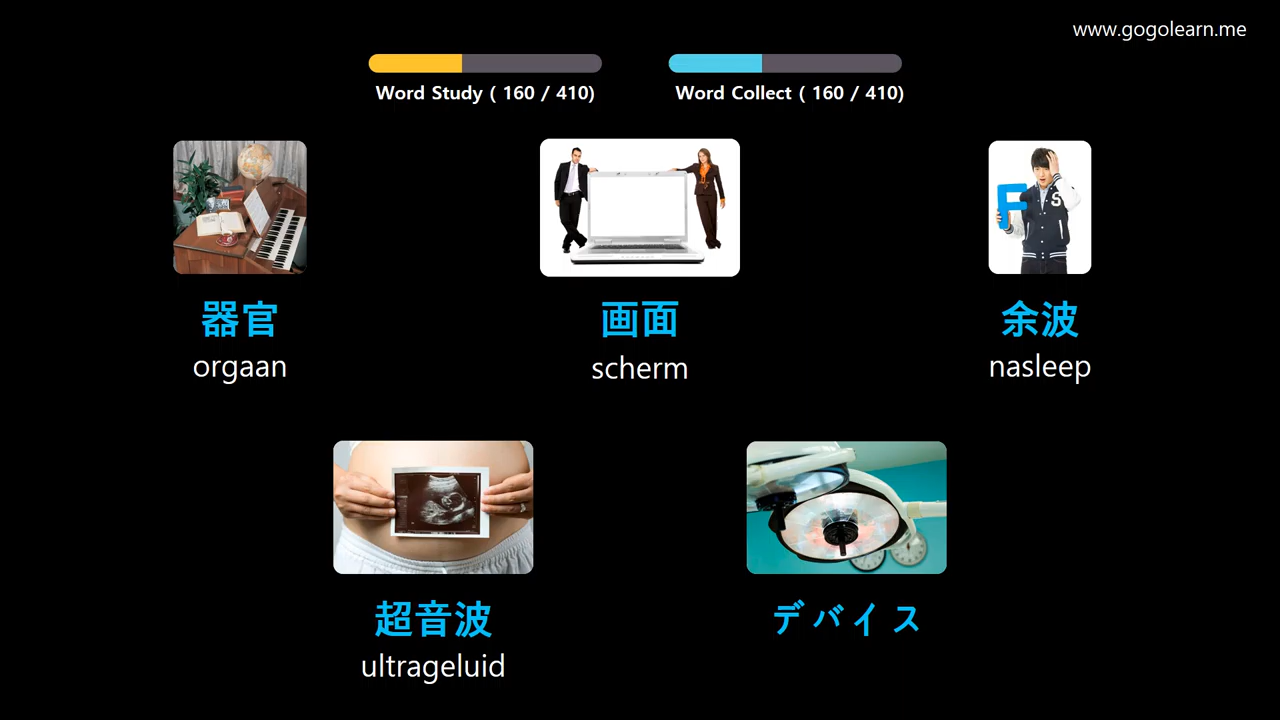 www.gogolearn.me
Word Study ( 160 / 410)
Word Collect ( 160 / 410)
器官
orgaan
画面
scherm
余波
nasleep
超音波
ultrageluid
デバイス